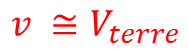 v ≅ V_terre